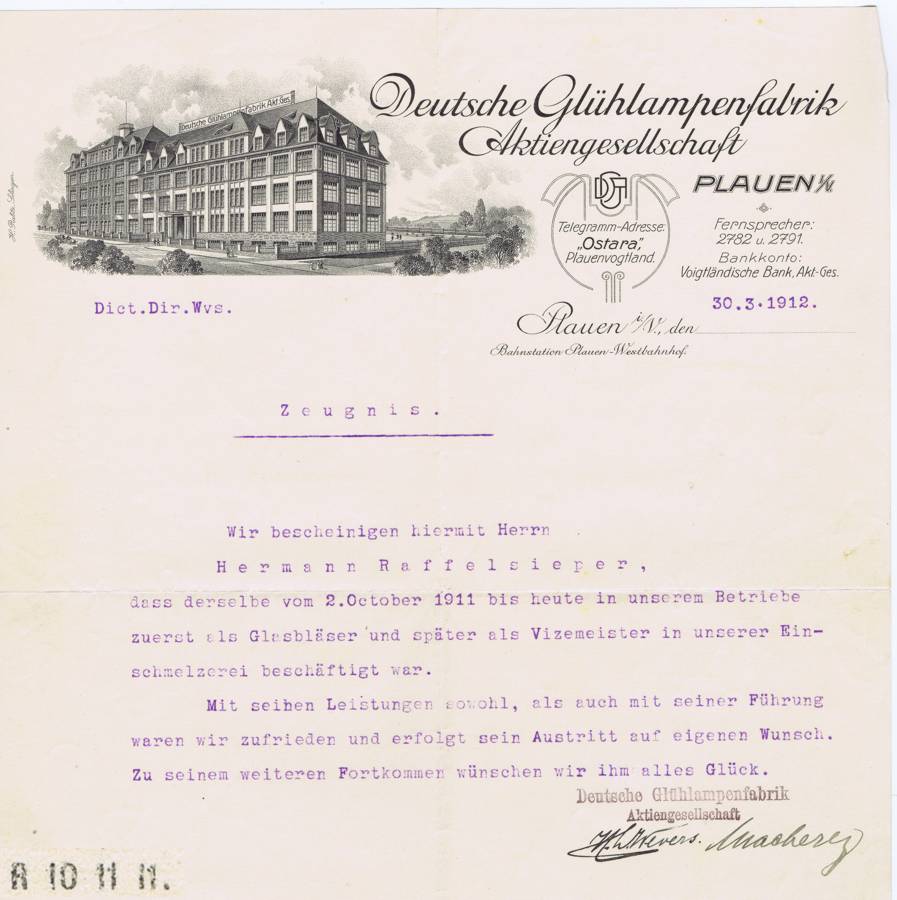 Deutsche Glühlampenfabrik Akt.Ges.
Deutsche Glühlampenfabrik
Aktiengesellschaft
DGA
PLAUEN i/V.
Telegramm-Adresse:
„Ostara”,
Plauenvogtland.
Fernsprecher:
2782 u. 2791.
Bankkonto:
Voigtländische Bank, Akt-Ges.
Dict.Dir.Wvs.
30.3.1912.
Plauen i./V., den
Bahnstation Plauen-Westbahnhof.
Zeugnis.
Wir bescheinigen hiermit Herrn
Hermann Raffelsieper,
dass derselbe vom 2.October 1911 bis heute in unserem Betriebe
zuerst als Glasbläser und später als Vizemeister in unserer Ein-
schmelzerei beschäftigt war.
Mit seihen Leistungen sowohl, als auch mit seiner Führung
waren wir zufrieden und erfolgt sein Austritt auf eigenen Wunsch.
Zu seinem weiteren Fortkommen wünschen wir ihm alles Glück.
Deutsche Glühlampenfabrik
Aktiengesellschaft
R 10 11 11.